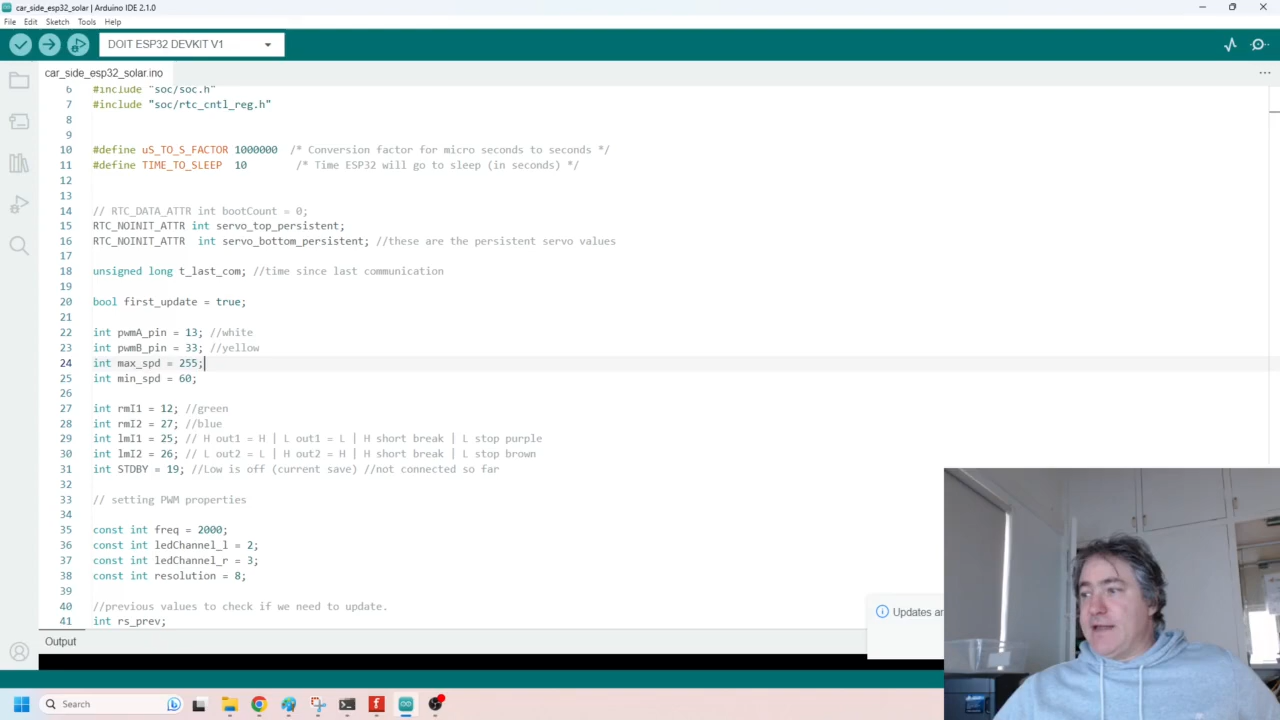 car_side_esp32_solar | Arduino IDE 2.1.0
File Edit Sketch Tools Help
DOIT ESP32 DEVKIT V1
car_side_esp32_solar.ino
6 #include "soc/soc.h"
7 #include "soc/rtc_cntl_reg.h"
8
9
10 #define uS_TO_S_FACTOR 1000000 /* Conversion factor for micro seconds to seconds */
11 #define TIME_TO_SLEEP 10 /* Time ESP32 will go to sleep (in seconds) */
12
13
14 // RTC_DATA_ATTR int bootCount = 0;
15 RTC_NOINIT_ATTR int servo_top_persistent;
16 RTC_NOINIT_ATTR int servo_bottom_persistent; //these are the persistent servo values
17
18 unsigned long t_last_com; //time since last communication
19
20 bool first_update = true;
21
22 int pwmA_pin = 13; //white
23 int pwmB_pin = 33; //yellow
24 int max_spd = 255;
25 int min_spd = 60;
26
27 int rmI1 = 12; //green
28 int rmI2 = 27; //blue
29 int lmI1 = 25; // H out1 = H | L out1 = L | H short break | L stop purple
30 int lmI2 = 26; // L out2 = L | H out2 = H | H short break | L stop brown
31 int STDBY = 19; //Low is off (current save) //not connected so far
32
33 // setting PWM properties
34
35 const int freq = 2000;
36 const int ledChannel_l = 2;
37 const int ledChannel_r = 3;
38 const int resolution = 8;
39
40 //previous values to check if we need to update.
41 int rs_prev;
Updates ar
Output
Search